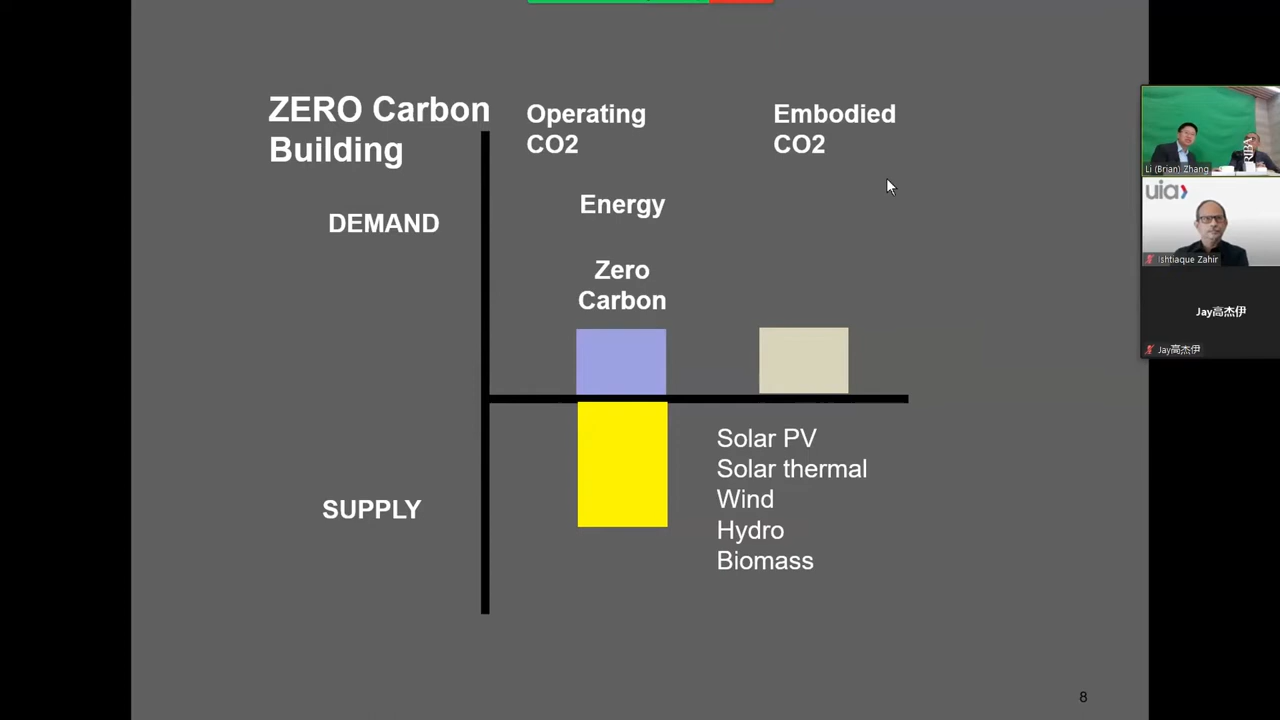 ZERO Carbon
Building
Operating
CO2
Embodied
CO2
DEMAND
Energy
Zero
Carbon
SUPPLY
Solar PV
Solar thermal
Wind
Hydro
Biomass
8
RIBA
Li (Brian) Zhang
uia
Ishtiaque Zahir
Jay高杰伊
Jay高杰伊